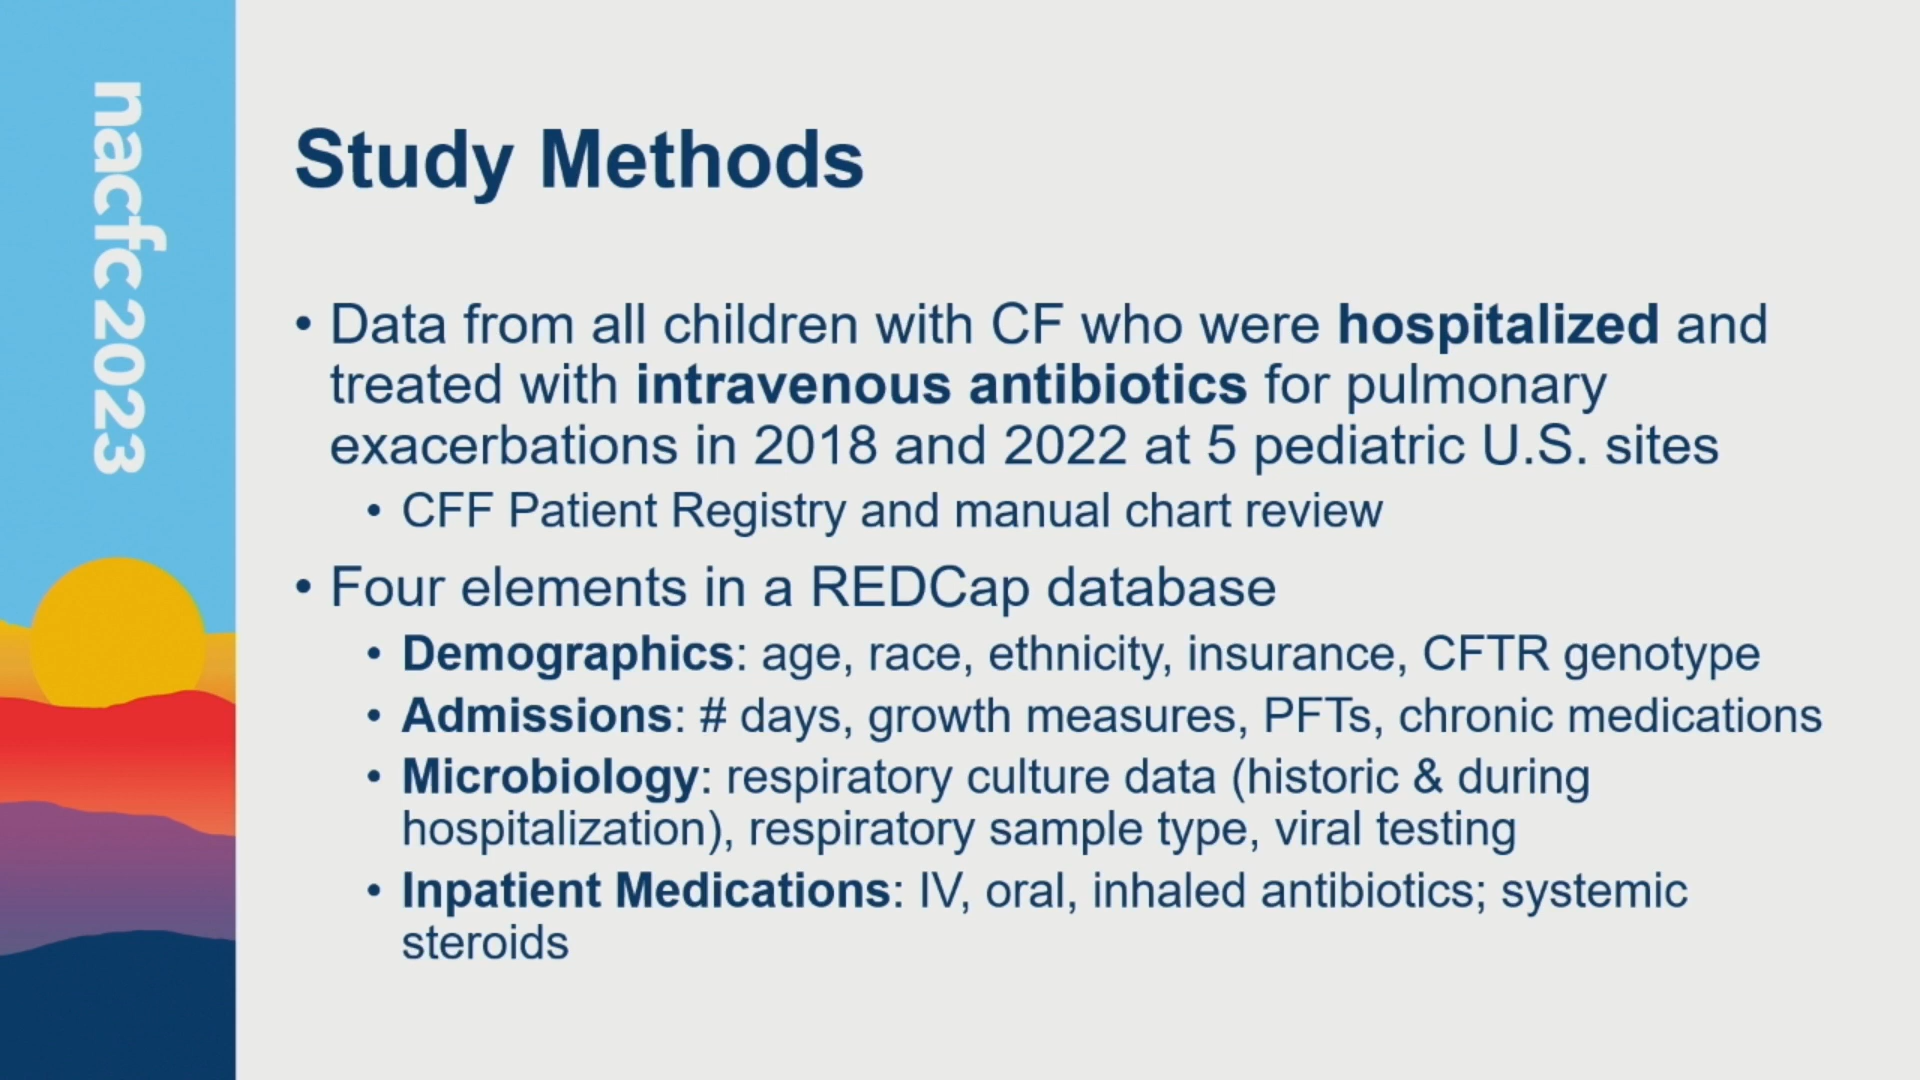 nacfc 2023
Study Methods
• Data from all children with CF who were hospitalized and
treated with intravenous antibiotics for pulmonary
exacerbations in 2018 and 2022 at 5 pediatric U.S. sites
• CFF Patient Registry and manual chart review
• Four elements in a REDCap database
• Demographics: age, race, ethnicity, insurance, CFTR genotype
• Admissions: # days, growth measures, PFTs, chronic medications
• Microbiology: respiratory culture data (historic & during
hospitalization), respiratory sample type, viral testing
• Inpatient Medications: IV, oral, inhaled antibiotics; systemic
steroids